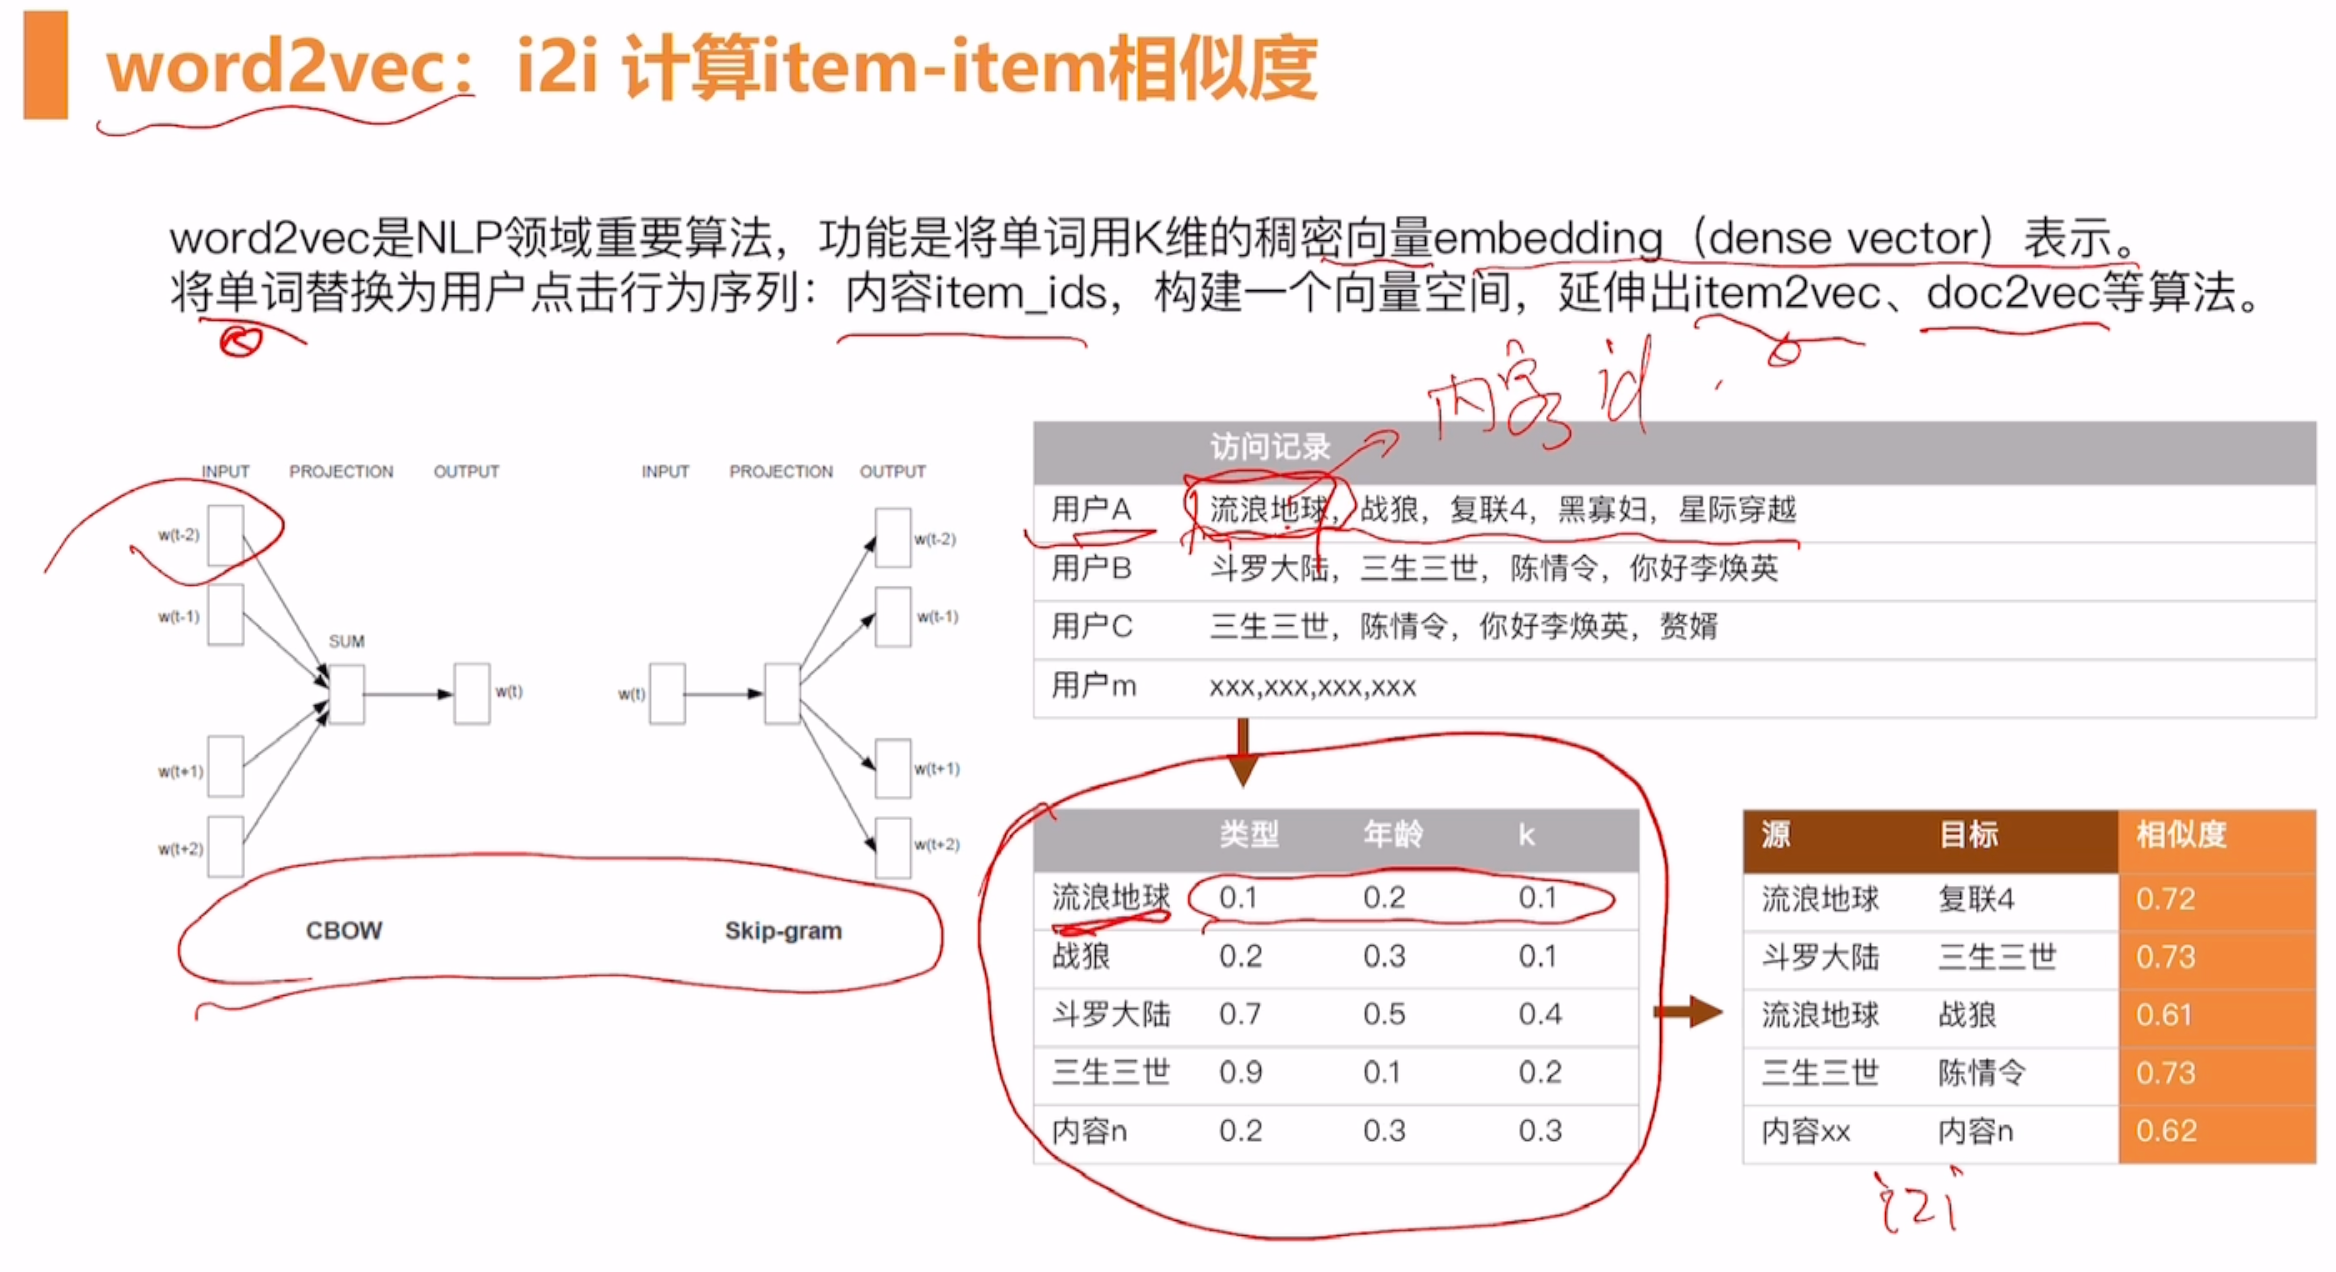 word2vec：i2i 计算item-item相似度
word2vec是NLP领域重要算法，功能是将单词用K维的稠密向量embedding（dense vector）表示。
将单词替换为用户点击行为序列：内容item_ids，构建一个向量空间，延伸出item2vec、doc2vec等算法。
内容 id
INPUT PROJECTION OUTPUT
w(t-2)
w(t-1)
SUM
w(t)
w(t+1)
w(t+2)
CBOW
INPUT PROJECTION OUTPUT
w(t-2)
w(t-1)
w(t)
w(t+1)
w(t+2)
Skip-gram
访问记录
用户A 流浪地球，战狼，复联4，黑寡妇，星际穿越
用户B 斗罗大陆，三生三世，陈情令，你好李焕英
用户C 三生三世，陈情令，你好李焕英，赘婿
用户m xxx,xxx,xxx,xxx
类型 年龄 k
流浪地球 0.1 0.2 0.1
战狼 0.2 0.3 0.1
斗罗大陆 0.7 0.5 0.4
三生三世 0.9 0.1 0.2
内容n 0.2 0.3 0.3
源 目标 相似度
流浪地球 复联4 0.72
斗罗大陆 三生三世 0.73
流浪地球 战狼 0.61
三生三世 陈情令 0.73
内容xx 内容n 0.62
i2i